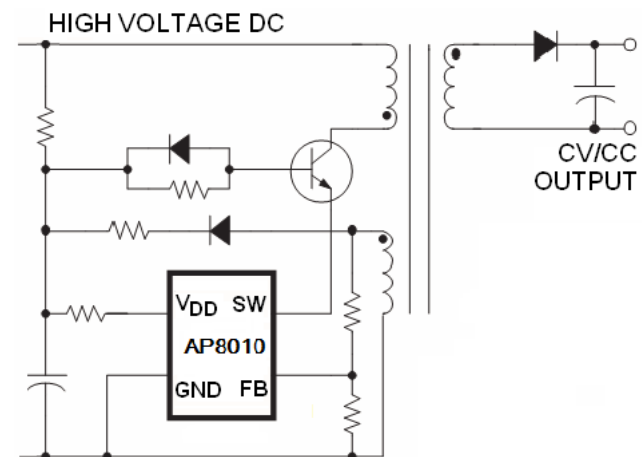 HIGH VOLTAGE DC
CV/CC
OUTPUT
VDD SW
AP8010
GND FB